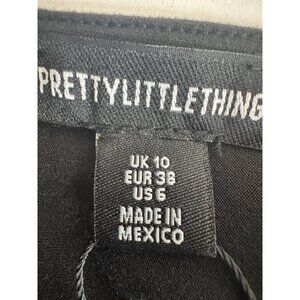 PRETTYLITTLETHING
UK 10
EUR 38
US 6
MADE IN
MEXICO